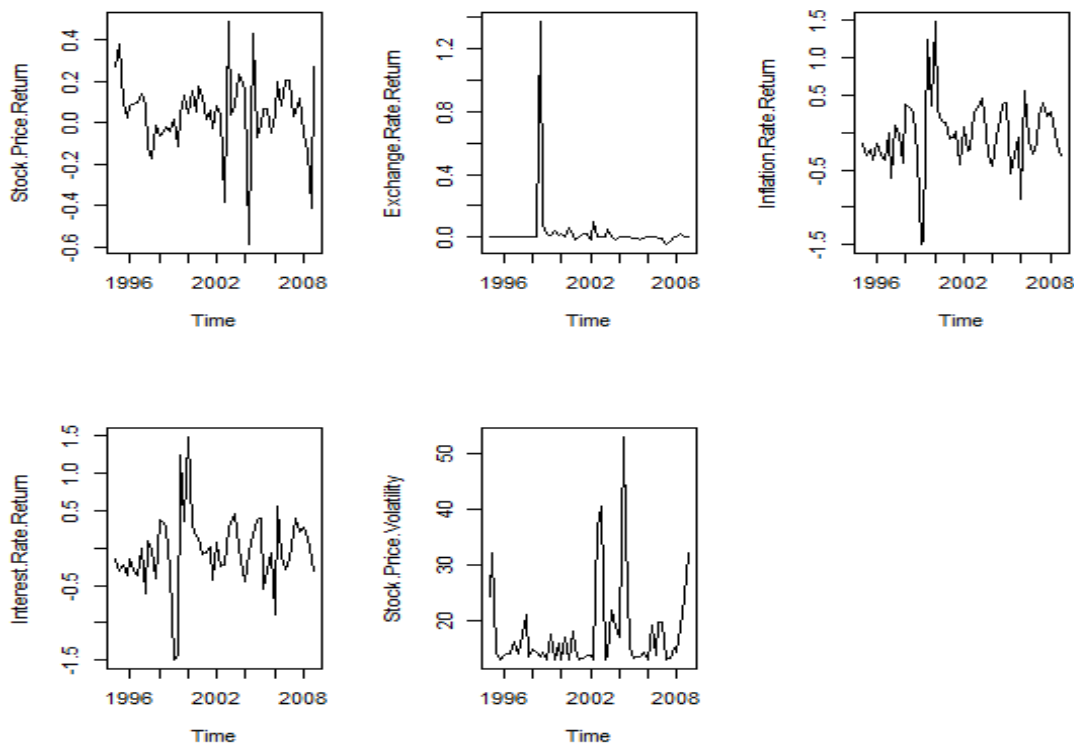 Stock.Price.Return
0.4
0.2
0.0
-0.2
-0.4
-0.6
1996 2002 2008
Time
Exchange.Rate.Return
1.2
0.8
0.4
0.0
1996 2002 2008
Time
Inflation.Rate.Return
1.5
1.0
0.5
-0.5
-1.5
1996 2002 2008
Time
Interest.Rate.Return
1.5
1.0
0.5
-0.5
-1.5
1996 2002 2008
Time
Stock.Price.Volatility
50
40
30
20
1996 2002 2008
Time